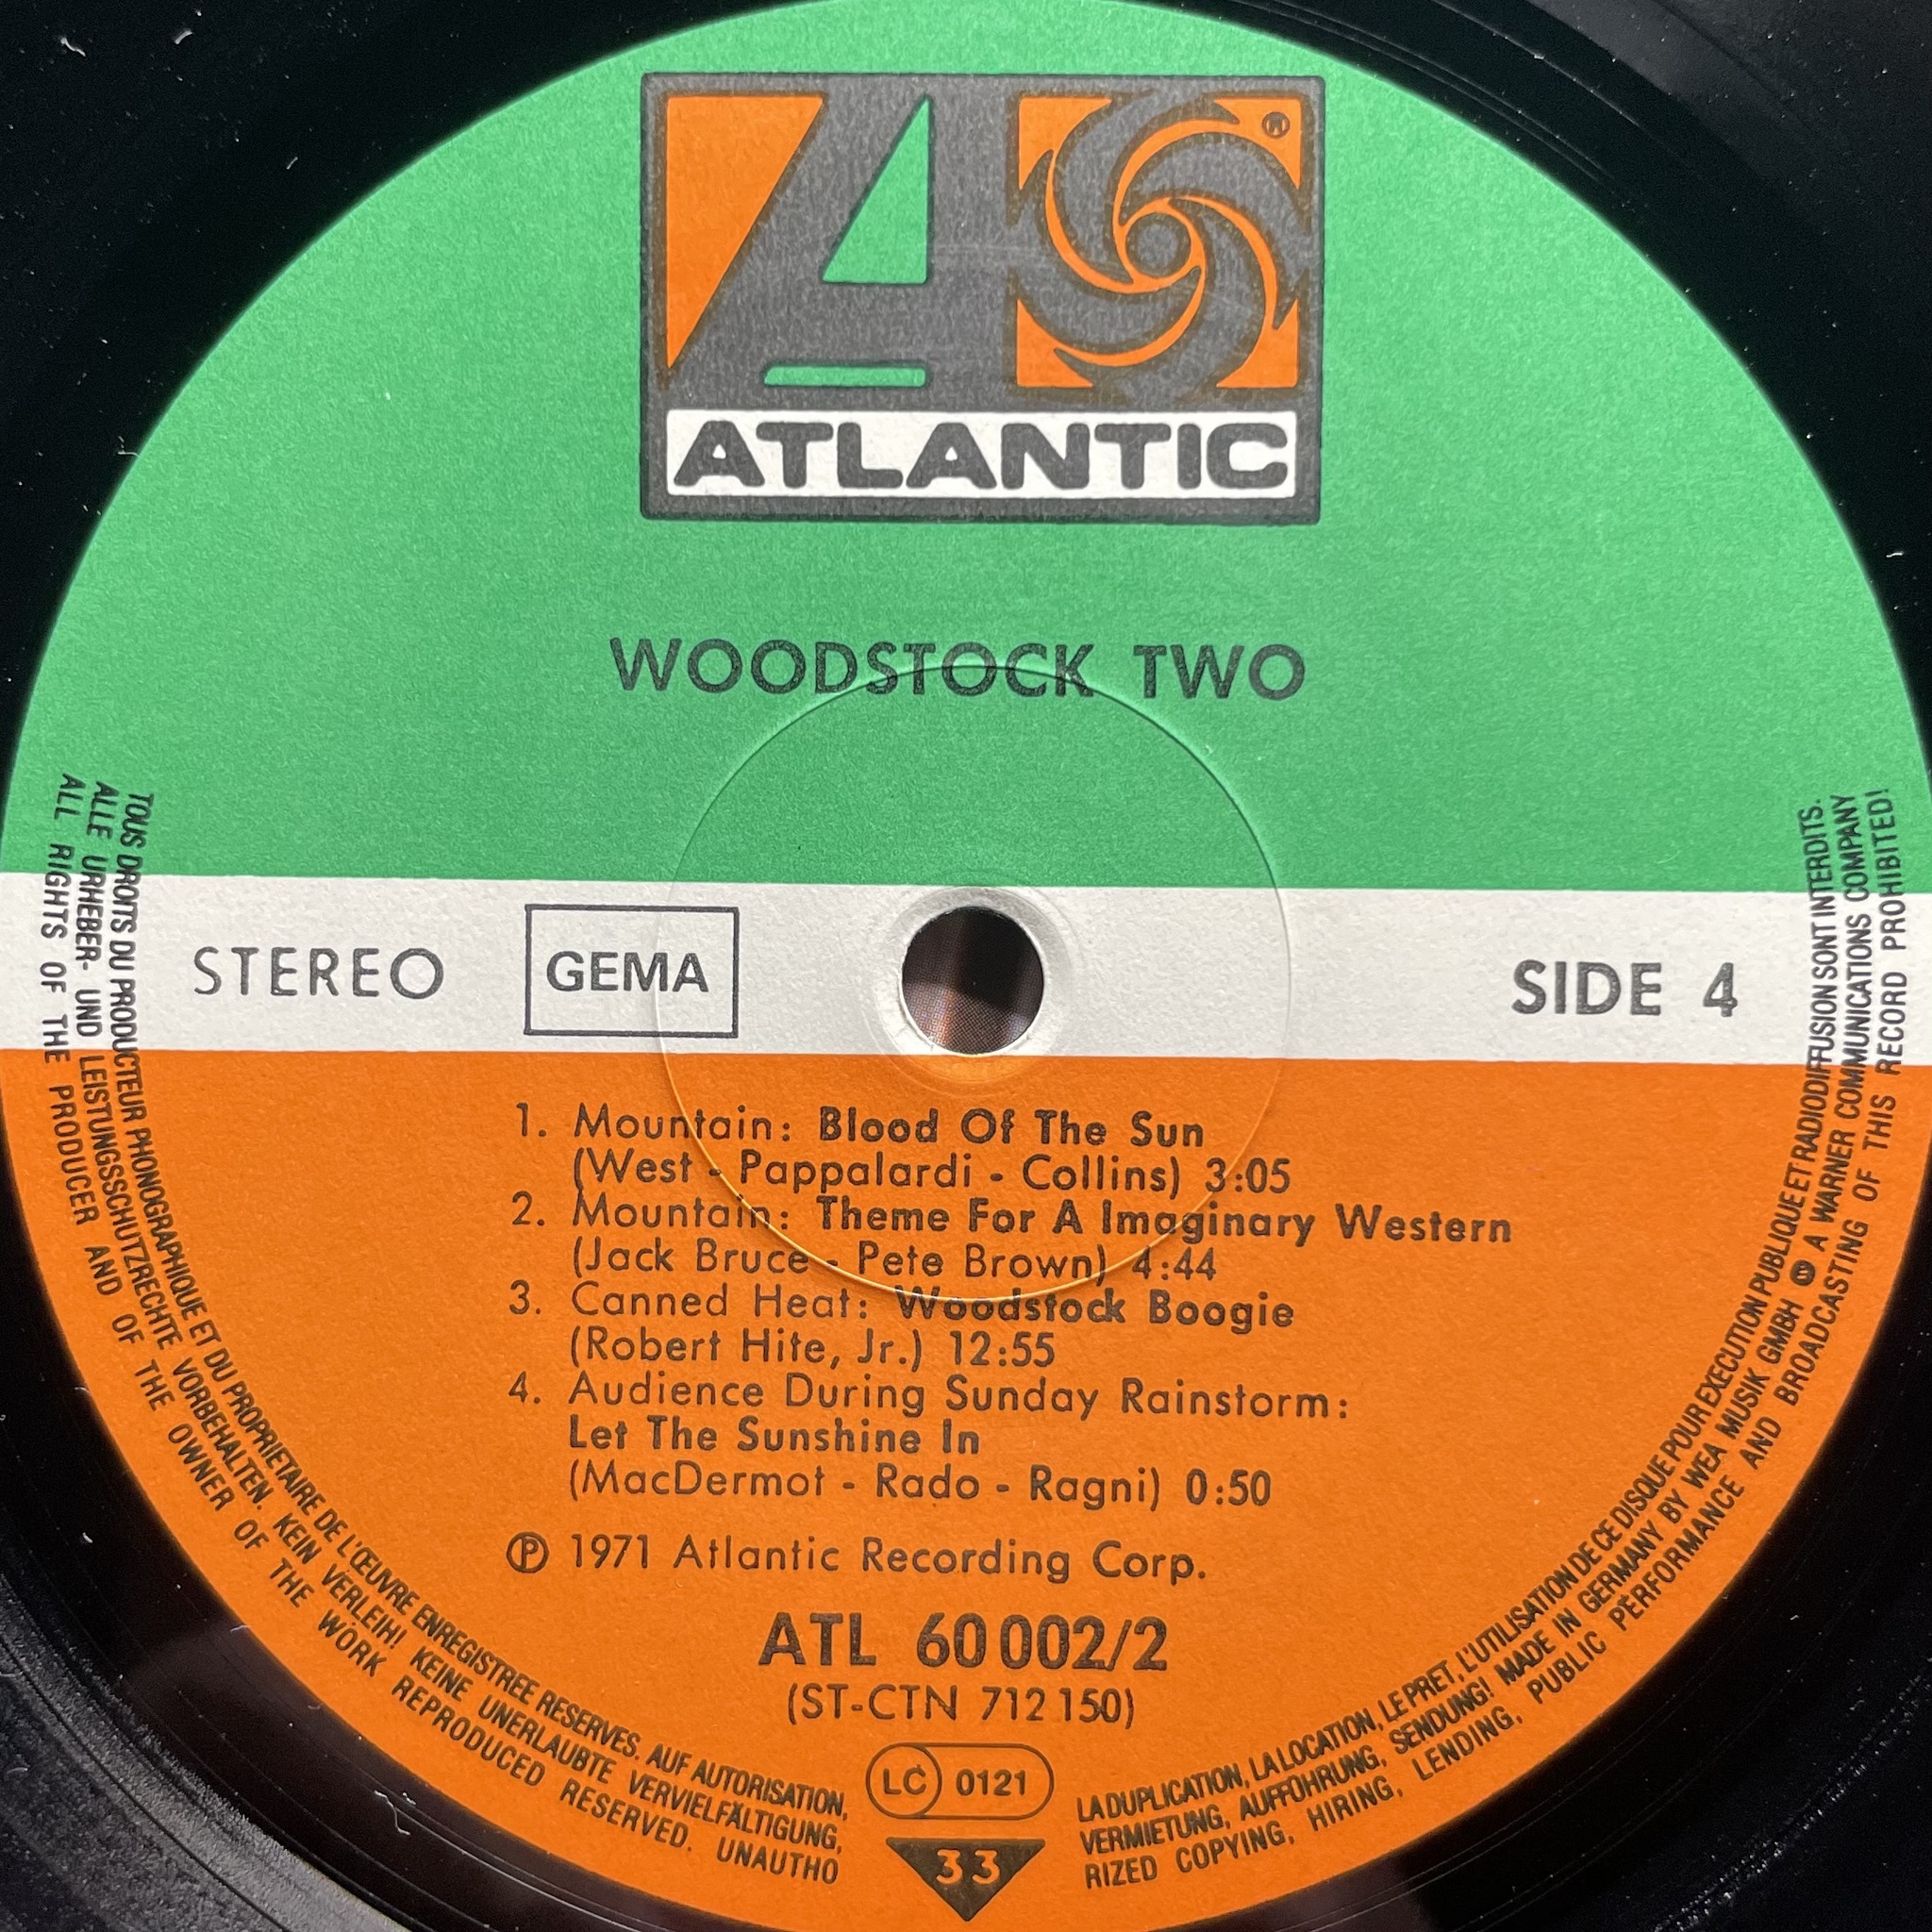 ATLANTIC
®
WOODSTOCK TWO
STEREO
GEMA
SIDE 4
1. Mountain: Blood Of The Sun
(West - Pappalardi - Collins) 3:05
2. Mountain: Theme For A Imaginary Western
(Jack Bruce - Pete Brown) 4:44
3. Canned Heat: Woodstock Boogie
(Robert Hite, Jr.) 12:55
4. Audience During Sunday Rainstorm:
Let The Sunshine In
(MacDermot - Rado - Ragni) 0:50
℗ 1971 Atlantic Recording Corp.
ATL 60 002/2
(ST-CTN 712 150)
LC 0121
33
TOUS DROITS DU PRODUCTEUR PHONOGRAPHIQUE ET DU PROPRIETAIRE DE L'ŒUVRE ENREGISTREE RESERVES. AUF AUTORISATION, LA DUPLICATION, LA LOCATION, LE PRET, L'UTILISATION DE CE DISQUE POUR EXECUTION PUBLIQUE ET RADIODIFFUSION SONT INTERDITS.
ALLE URHEBER- UND LEISTUNGSSCHUTZRECHTE VORBEHALTEN. KEIN VERLEIH! KEINE UNERLAUBTE VERVIELFÄLTIGUNG, VERMIETUNG, AUFFÜHRUNG, SENDUNG! MADE IN GERMANY BY WEA MUSIK GMBH A WARNER COMMUNICATIONS COMPANY
ALL RIGHTS OF THE PRODUCER AND OF THE OWNER OF THE WORK REPRODUCED RESERVED. UNAUTHO RIZED COPYING, HIRING, LENDING, PUBLIC PERFORMANCE AND BROADCASTING OF THIS RECORD PROHIBITED!